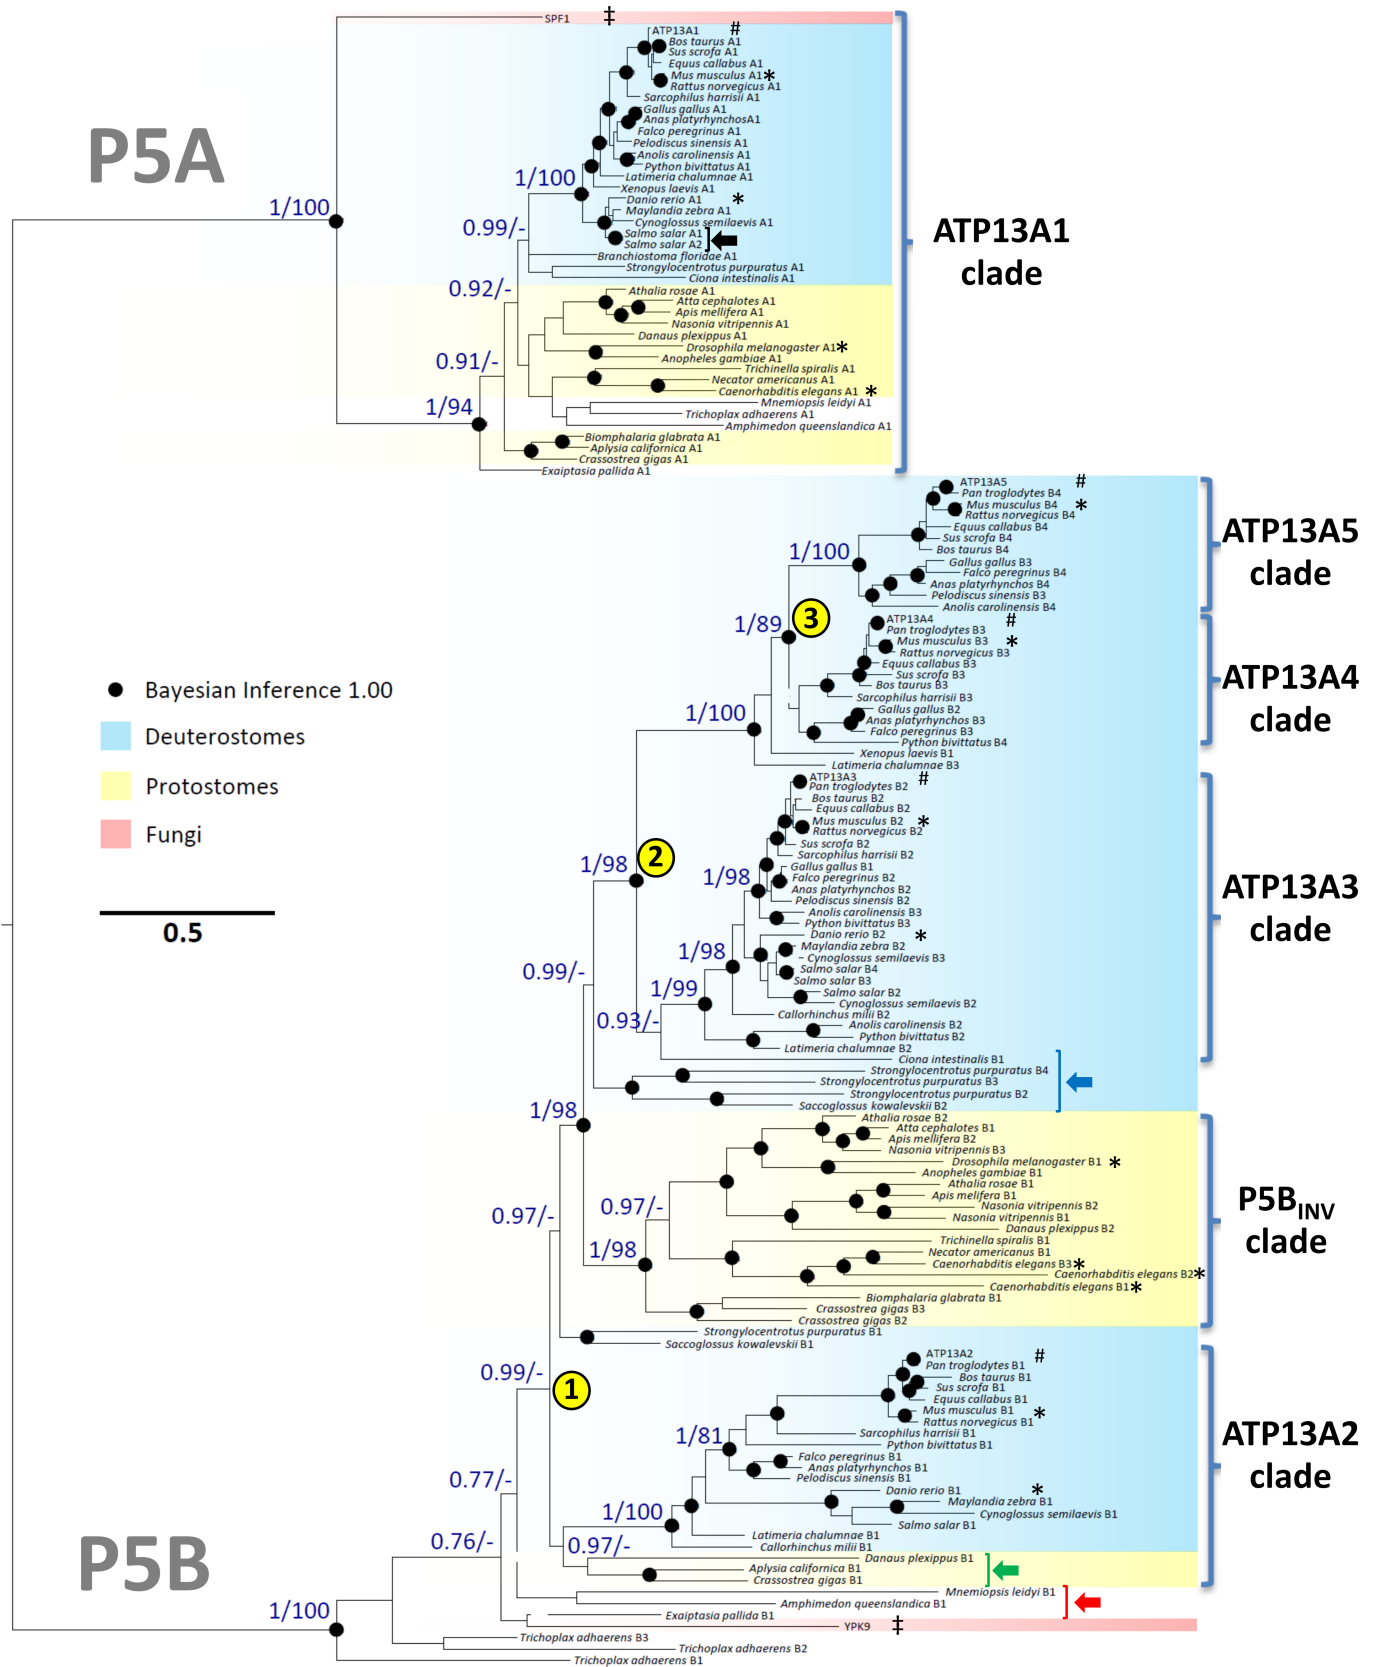 SPF1 ‡
ATP13A1 #
Bos taurus A1
Sus scrofa A1
Equus callabus A1
Mus musculus A1 *
Rattus norvegicus A1
Sarcophilus harrisii A1
Gallus gallus A1
Anas platyrhynchosA1
Falco peregrinus A1
Pelodiscus sinensis A1
Anolis carolinensis A1
Python bivittatus A1
Latimeria chalumnae A1
Xenopus laevis A1
Danio rerio A1 *
Maylandia zebra A1
Cynoglossus semilaevis A1
Salmo salar A1
Salmo salar A2
Branchiostoma floridae A1
Strongylocentrotus purpuratus A1
Ciona intestinalis A1
Athalia rosae A1
Atta cephalotes A1
Apis mellifera A1
Nasonia vitripennis A1
Danaus plexippus A1
Drosophila melanogaster A1 *
Anopheles gambiae A1
Trichinella spiralis A1
Necator americanus A1
Caenorhabditis elegans A1 *
Mnemiopsis leidyi A1
Trichoplax adhaerens A1
Amphimedon queenslandica A1
Biomphalaria glabrata A1
Aplysia californica A1
Crassostrea gigas A1
Exaiptasia pallida A1
P5A
1/100
1/100
0.99/-
0.92/-
0.91/-
1/94
ATP13A1
clade
ATP13A5 #
Pan troglodytes B4
Mus musculus B4 *
Rattus norvegicus B4
Equus callabus B4
Sus scrofa B4
Bos taurus B4
Gallus gallus B3
Falco peregrinus B4
Anas platyrhynchos B4
Pelodiscus sinensis B3
Anolis carolinensis B4
1/100
ATP13A5
clade
3
1/89
ATP13A4 #
Pan troglodytes B3
Mus musculus B3 *
Rattus norvegicus B3
Equus callabus B3
Sus scrofa B3
Bos taurus B3
Sarcophilus harrisii B3
Gallus gallus B2
Anas platyrhynchos B3
Falco peregrinus B3
Python bivittatus B4
Xenopus laevis B1
Latimeria chalumnae B3
1/100
ATP13A4
clade
Bayesian Inference 1.00
Deuterostomes
Protostomes
Fungi
0.5
ATP13A3 #
Pan troglodytes B2
Bos taurus B2
Equus callabus B2
Mus musculus B2 *
Rattus norvegicus B2
Sus scrofa B2
Sarcophilus harrisii B2
Gallus gallus B1
Falco peregrinus B2
Anas platyrhynchos B2
Pelodiscus sinensis B2
Anolis carolinensis B3
Python bivittatus B3
Danio rerio B2 *
Maylandia zebra B2
Cynoglossus semilaevis B3
Salmo salar B4
Salmo salar B3
Salmo salar B2
Cynoglossus semilaevis B2
Callorhinchus milii B2
Anolis carolinensis B2
Python bivittatus B2
Latimeria chalumnae B2
Ciona intestinalis B1
Strongylocentrotus purpuratus B4
Strongylocentrotus purpuratus B3
Strongylocentrotus purpuratus B2
Saccoglossus kowalevskii B2
2
1/98
1/98
1/98
1/99
0.99/-
0.93/-
ATP13A3
clade
Athalia rosae B2
Atta cephalotes B1
Apis mellifera B2
Nasonia vitripennis B3
Drosophila melanogaster B1 *
Anopheles gambiae B1
Athalia rosae B1
Apis melifera B1
Nasonia vitripennis B2
Nasonia vitripennis B1
Danaus plexippus B2
Trichinella spiralis B1
Necator americanus B1
Caenorhabditis elegans B3 *
Caenorhabditis elegans B2 *
Caenorhabditis elegans B1 *
Biomphalaria glabrata B1
Crassostrea gigas B3
Crassostrea gigas B2
Strongylocentrotus purpuratus B1
Saccoglossus kowalevskii B1
1/98
0.97/-
0.97/-
1/98
P5BINV
clade
ATP13A2 #
Pan troglodytes B1
Bos taurus B1
Sus scrofa B1
Equus callabus B1
Mus musculus B1 *
Rattus norvegicus B1
Sarcophilus harrisii B1
Python bivittatus B1
Falco peregrinus B1
Anas platyrhynchos B1
Pelodiscus sinensis B1
Danio rerio B1 *
Maylandia zebra B1
Cynoglossus semilaevis B1
Salmo salar B1
Latimeria chalumnae B1
Callorhinchus milii B1
Danaus plexippus B1
Aplysia californica B1
Crassostrea gigas B1
Mnemiopsis leidyi B1
Amphimedon queenslandica B1
Exaiptasia pallida B1
YPK9 ‡
Trichoplax adhaerens B3
Trichoplax adhaerens B2
Trichoplax adhaerens B1
0.99/-
1
1/81
0.77/-
1/100
0.76/-
0.97/-
1/100
P5B
ATP13A2
clade